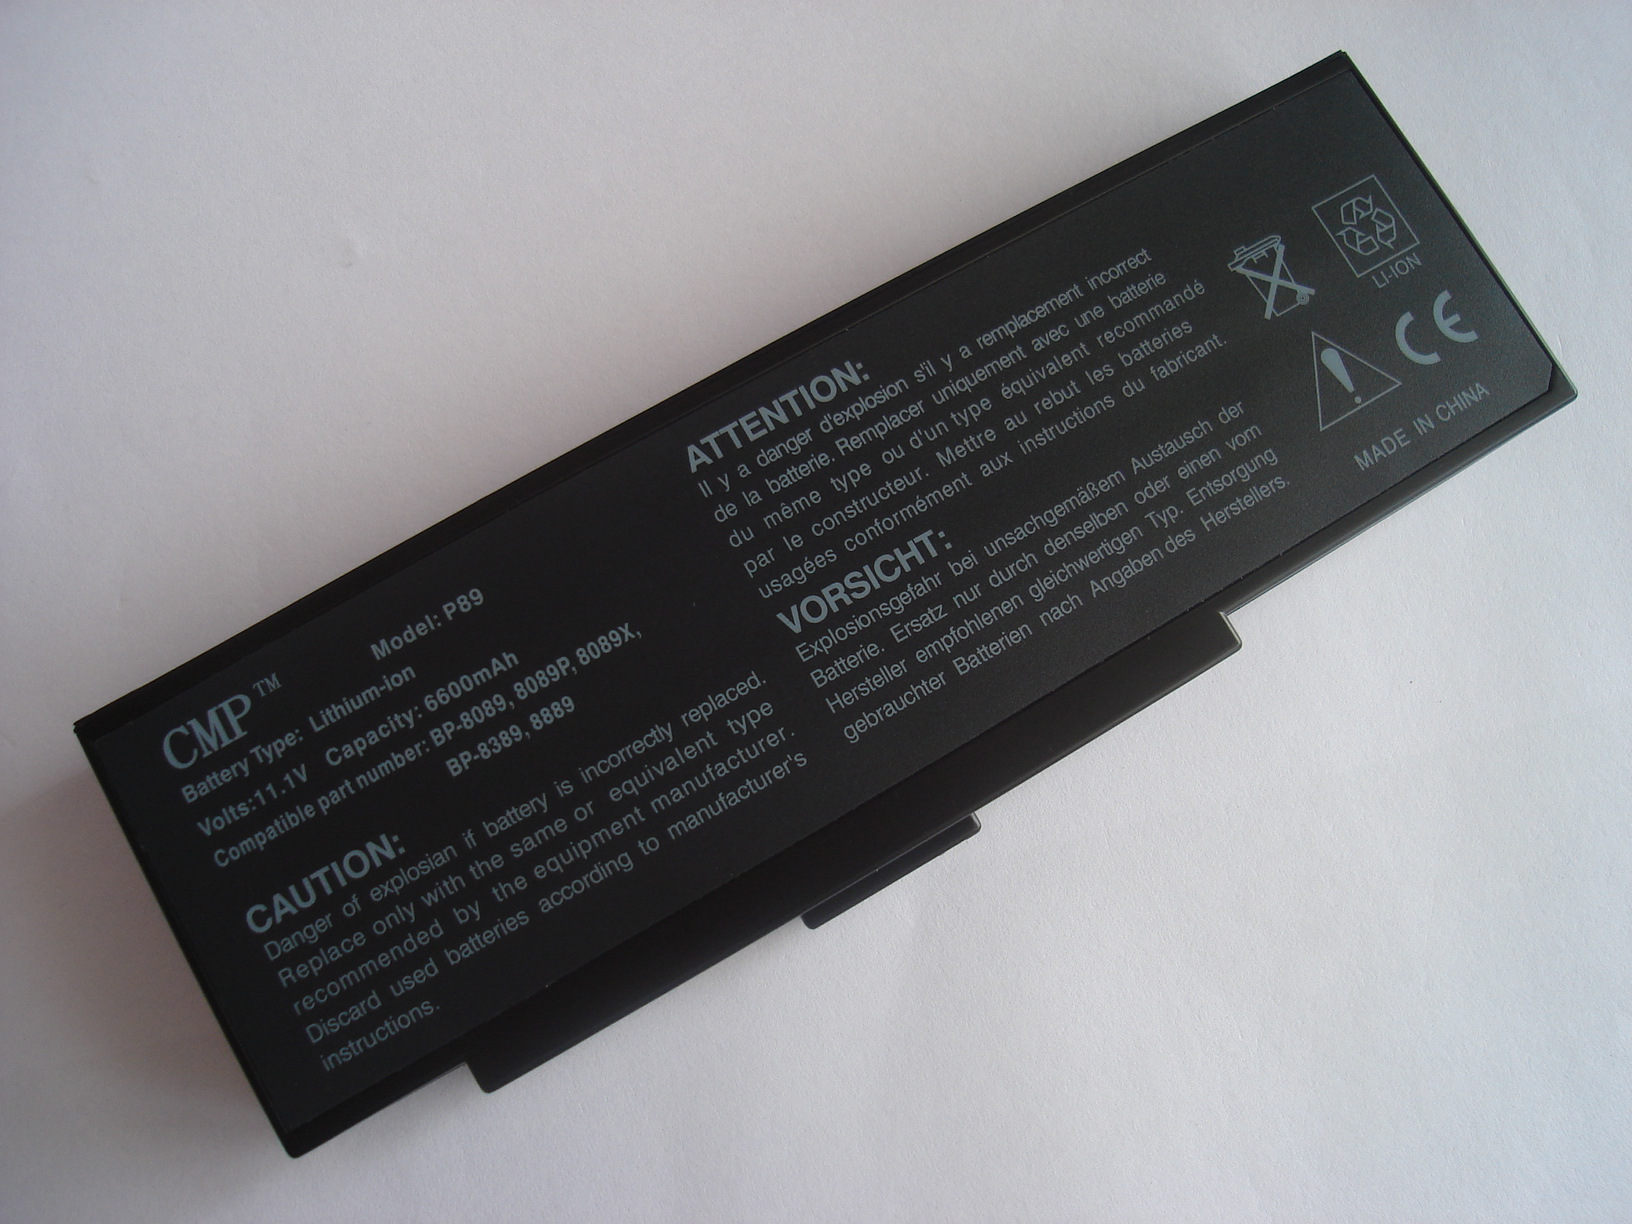 CMP™
Model: P89
Battery Type: Lithium-ion
Volts:11.1V Capacity: 6600mAh
Compatible part number: BP-8089, 8089P, 8089X,
BP-8389, 8889
CAUTION:
Danger of explosian if battery is incorrectly replaced.
Replace only with the same or equivalent type
recommended by the equipment manufacturer.
Discard used batteries according to manufacturer's
instructions.
ATTENTION:
Il y a danger d'explosion s'il y a remplacement incorrect
de la batterie. Remplacer uniquement avec une batterie
du même type ou d'un type équivalent recommandé
par le constructeur. Mettre au rebut les batteries
usagées conformément aux instructions du fabricant.
VORSICHT:
Explosionsgefahr bei unsachgemäßem Austausch der
Batterie. Ersatz nur durch denselben oder einen vom
Hersteller empfohlenen gleichwertigen Typ. Entsorgung
gebrauchter Batterien nach Angaben des Herstellers.
LI-ION
CE
MADE IN CHINA